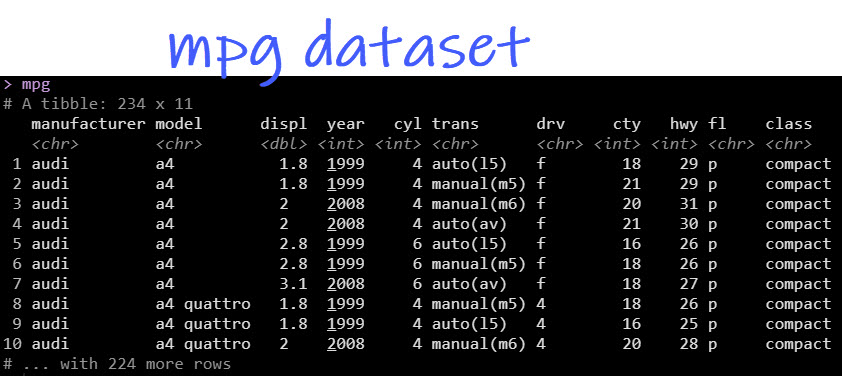 mpg dataset
> mpg
# A tibble: 234 x 11
manufacturer model displ year cyl trans drv cty hwy fl class
<chr> <chr> <dbl> <int> <int> <chr> <chr> <int> <int> <chr> <chr>
1 audi a4 1.8 1999 4 auto(l5) f 18 29 p compact
2 audi a4 1.8 1999 4 manual(m5) f 21 29 p compact
3 audi a4 2 2008 4 manual(m6) f 20 31 p compact
4 audi a4 2 2008 4 auto(av) f 21 30 p compact
5 audi a4 2.8 1999 6 auto(l5) f 16 26 p compact
6 audi a4 2.8 1999 6 manual(m5) f 18 26 p compact
7 audi a4 3.1 2008 6 auto(av) f 18 27 p compact
8 audi a4 quattro 1.8 1999 4 manual(m5) 4 18 26 p compact
9 audi a4 quattro 1.8 1999 4 auto(l5) 4 16 25 p compact
10 audi a4 quattro 2 2008 4 manual(m6) 4 20 28 p compact
# ... with 224 more rows